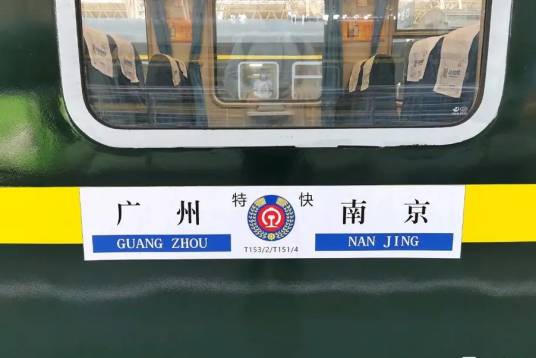 广州 特 快 南京
GUANG ZHOU NAN JING
T153/2/T151/4